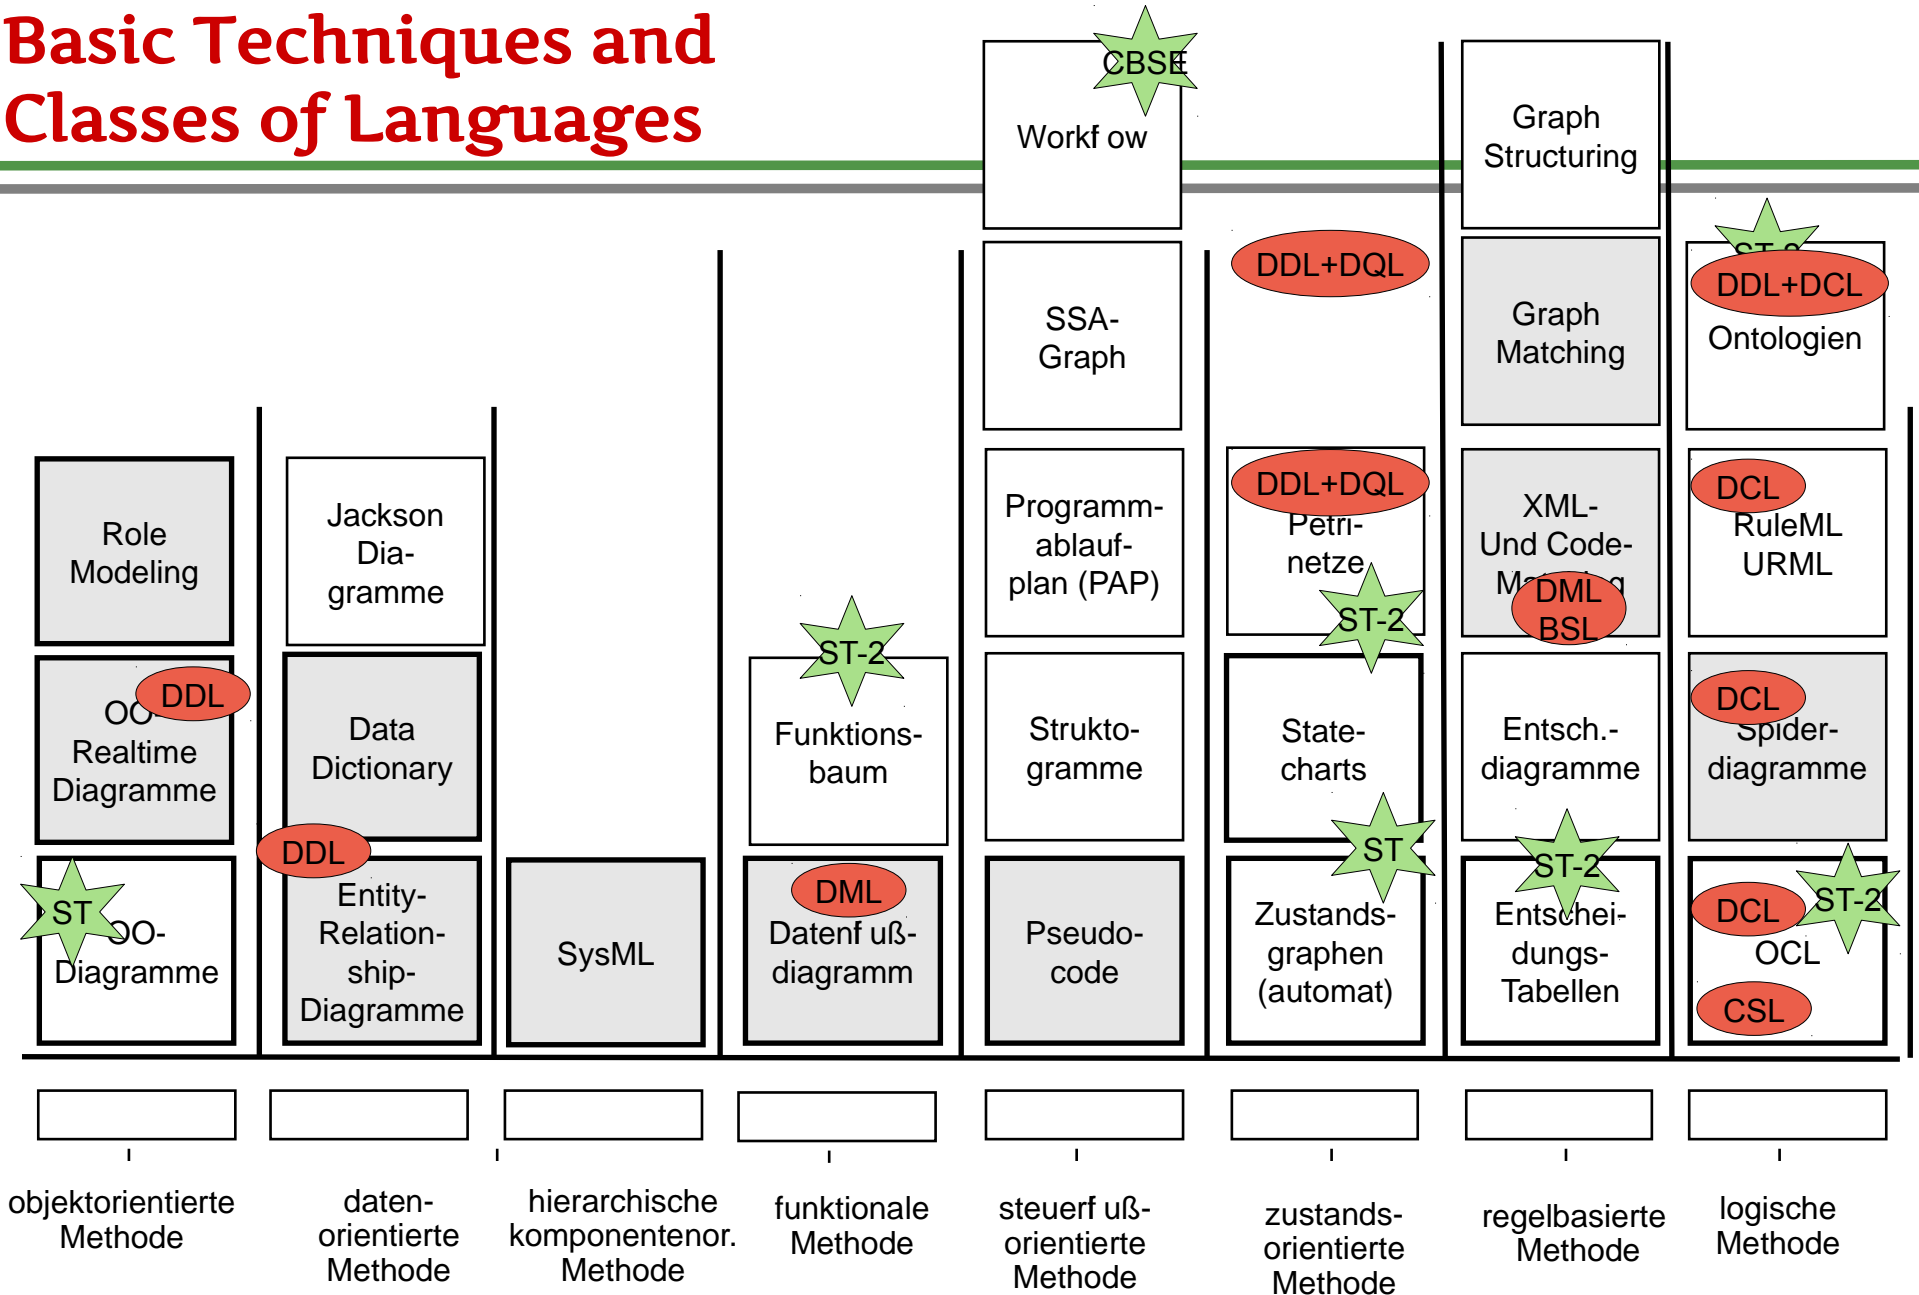 Basic Techniques and
Classes of Languages
CBSE
Workf ow
Graph
Structuring
DDL+DQL
SSA-
Graph
Graph
Matching
DDL+DCL
Ontologien
Role
Modeling
Jackson
Dia-
gramme
Programm-
ablauf-
plan (PAP)
DDL+DQL
Petri-
netze
ST-2
XML-
Und Code-
DML
BSL
DCL
RuleML
URML
DDL
OO-
Realtime
Diagramme
Data
Dictionary
ST-2
Funktions-
baum
Strukto-
gramme
State-
charts
Entsch.-
diagramme
DCL
Spider-
diagramme
ST
OO-
Diagramme
DDL
Entity-
Relation-
ship-
Diagramme
SysML
DML
Datenf uß-
diagramm
Pseudo-
code
ST
Zustands-
graphen
(automat)
ST-2
Entschei-
dungs-
Tabellen
DCL
ST-2
OCL
CSL
objektorientierte
Methode
daten-
orientierte
Methode
hierarchische
komponentenor.
Methode
funktionale
Methode
steuerf uß-
orientierte
Methode
zustands-
orientierte
Methode
regelbasierte
Methode
logische
Methode